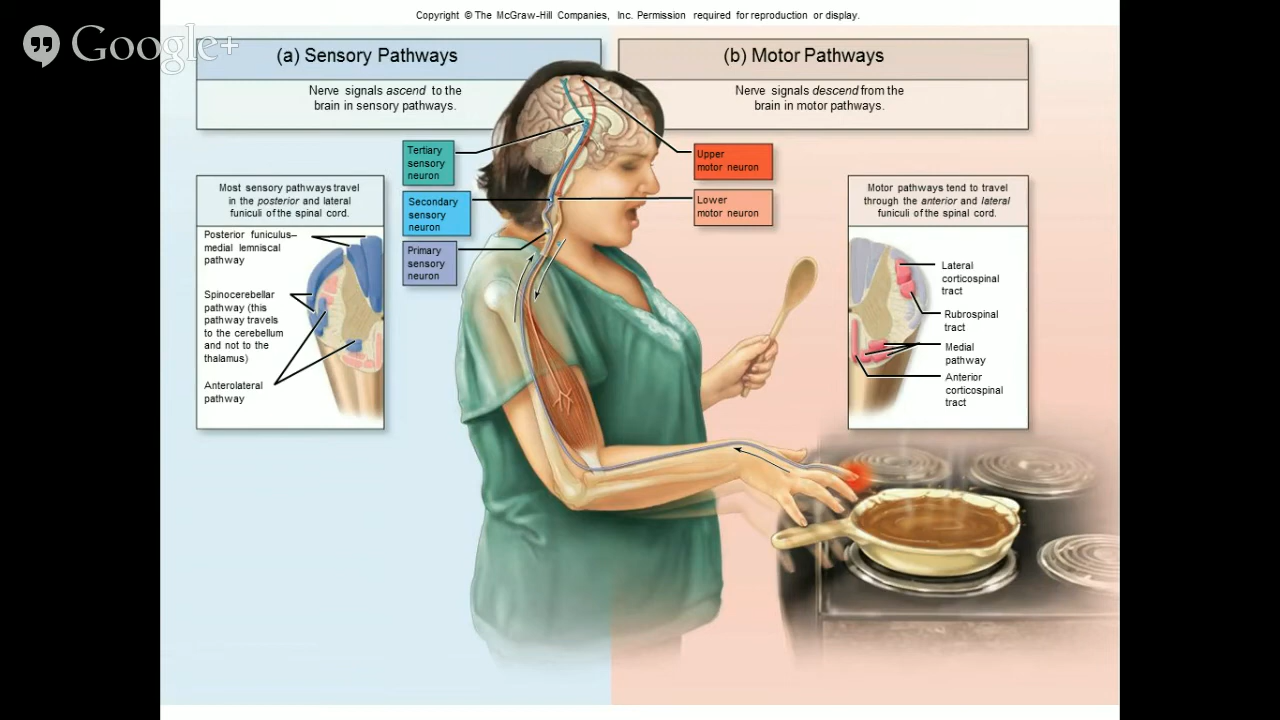 Copyright © The McGraw-Hill Companies, Inc. Permission required for reproduction or display.
Google+
(a) Sensory Pathways
Nerve signals ascend to the
brain in sensory pathways.
(b) Motor Pathways
Nerve signals descend from the
brain in motor pathways.
Tertiary
sensory
neuron
Secondary
sensory
neuron
Primary
sensory
neuron
Upper
motor neuron
Lower
motor neuron
Most sensory pathways travel
in the posterior and lateral
funiculi of the spinal cord.
Posterior funiculus–
medial lemniscal
pathway
Spinocerebellar
pathway (this
pathway travels
to the cerebellum
and not to the
thalamus)
Anterolateral
pathway
Motor pathways tend to travel
through the anterior and lateral
funiculi of the spinal cord.
Lateral
corticospinal
tract
Rubrospinal
tract
Medial
pathway
Anterior
corticospinal
tract